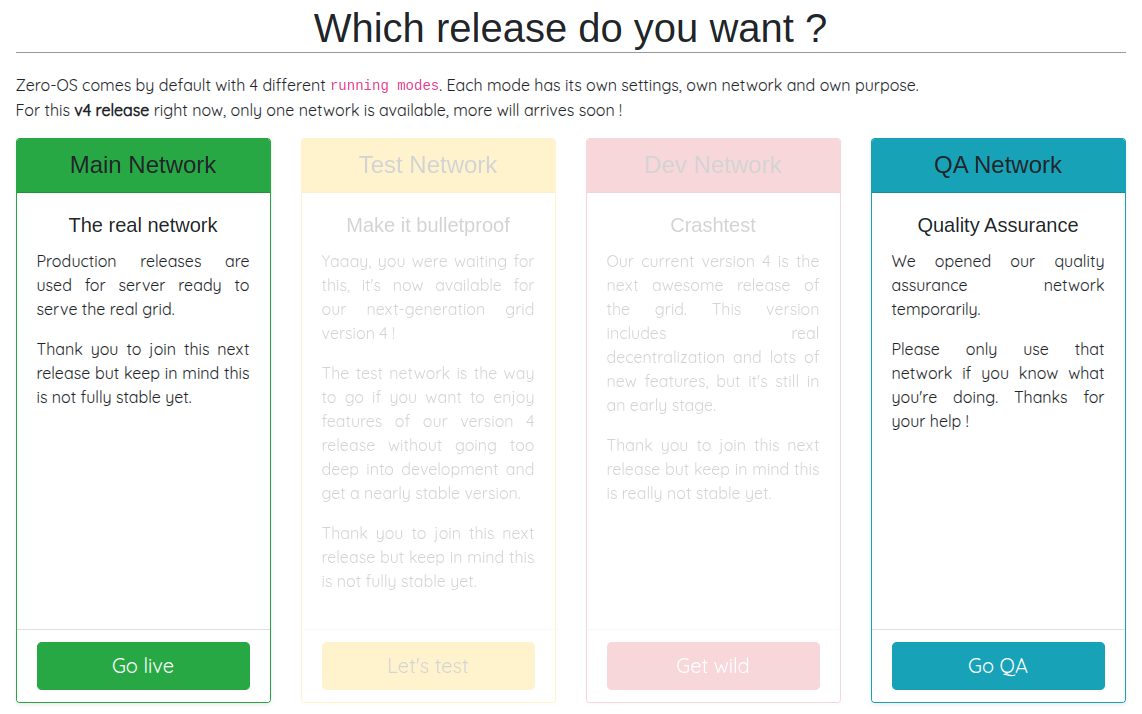 Which release do you want ?
Zero-OS comes by default with 4 different running modes. Each mode has its own settings, own network and own purpose.
For this v4 release right now, only one network is available, more will arrives soon !
Main Network
The real network
Production releases are
used for server ready to
serve the real grid.
Thank you to join this next
release but keep in mind this
is not fully stable yet.
Go live
Test Network
Make it bulletproof
Yaaay, you were waiting for
this, it's now available for
our next-generation grid
version 4 !
The test network is the way
to go if you want to enjoy
features of our version 4
release without going too
deep into development and
get a nearly stable version.
Thank you to join this next
release but keep in mind this
is not fully stable yet.
Let's test
Dev Network
Crashtest
Our current version 4 is the
next awesome release of
the grid. This version
includes real
decentralization and lots of
new features, but it's still in
an early stage.
Thank you to join this next
release but keep in mind this
is really not stable yet.
Get wild
QA Network
Quality Assurance
We opened our quality
assurance network
temporarily.
Please only use that
network if you know what
you're doing. Thanks for
your help !
Go QA